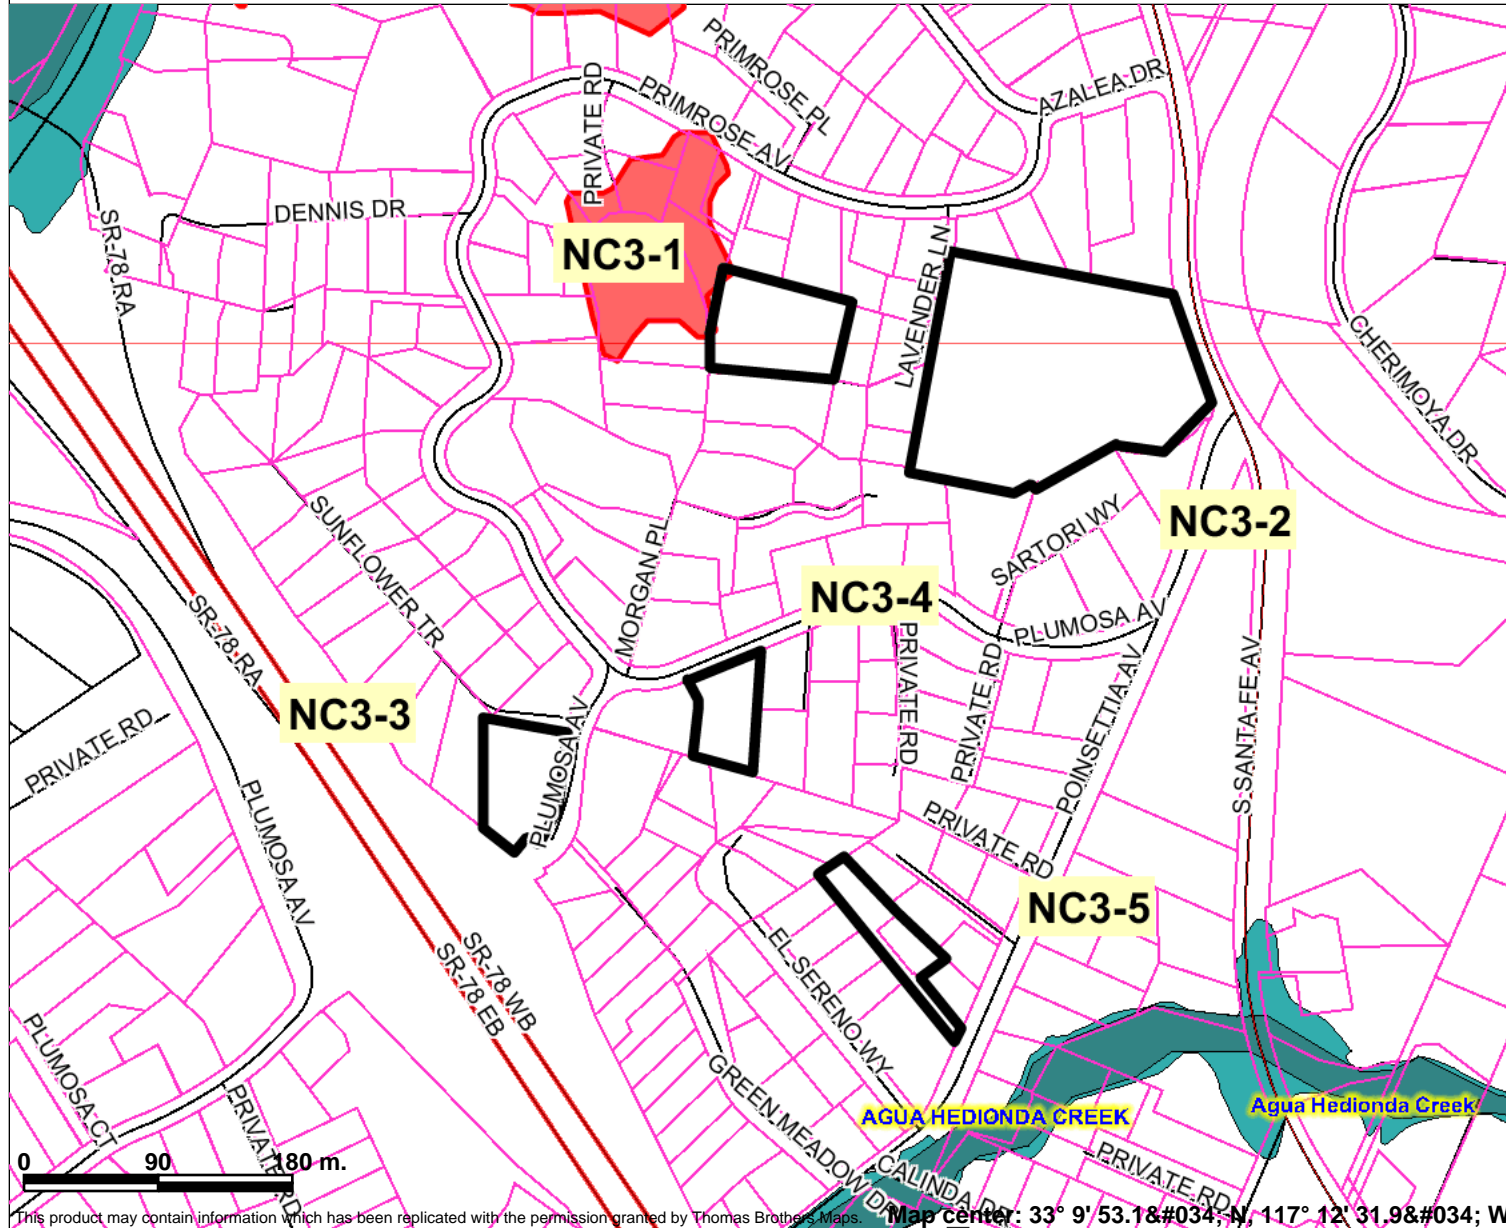 PRIMROSE PL
AZALEA DR
PRIVATE RD
PRIMROSE AV
DENNIS DR
SR-78 RA
NC3-1
LAVENDER LN
CHERIMOYA DR
SUNFLOWER TR
MORGAN PL
SARTORI WY
NC3-2
NC3-4
PLUMOSA AV
SR-78 RA
PRIVATE RD
PRIVATE RD
POINSETTIA AV
S SANTA FE AV
NC3-3
PRIVATE RD
PLUMOSA AV
PLUMOSA AV
PRIVATE RD
NC3-5
EL SERENO WY
SR-78 WB
SR-78 EB
PLUMOSA CT
GREEN MEADOW DR
AGUA HEDIONDA CREEK
Agua Hedionda Creek
PRIVATE RD
CALINDA
PRIVATE RD
0 90 180 m.
This product may contain information which has been replicated with the permission granted by Thomas Brothers Maps.
Map center: 33° 9' 53.1&#034; N, 117° 12' 31.9&#034; W